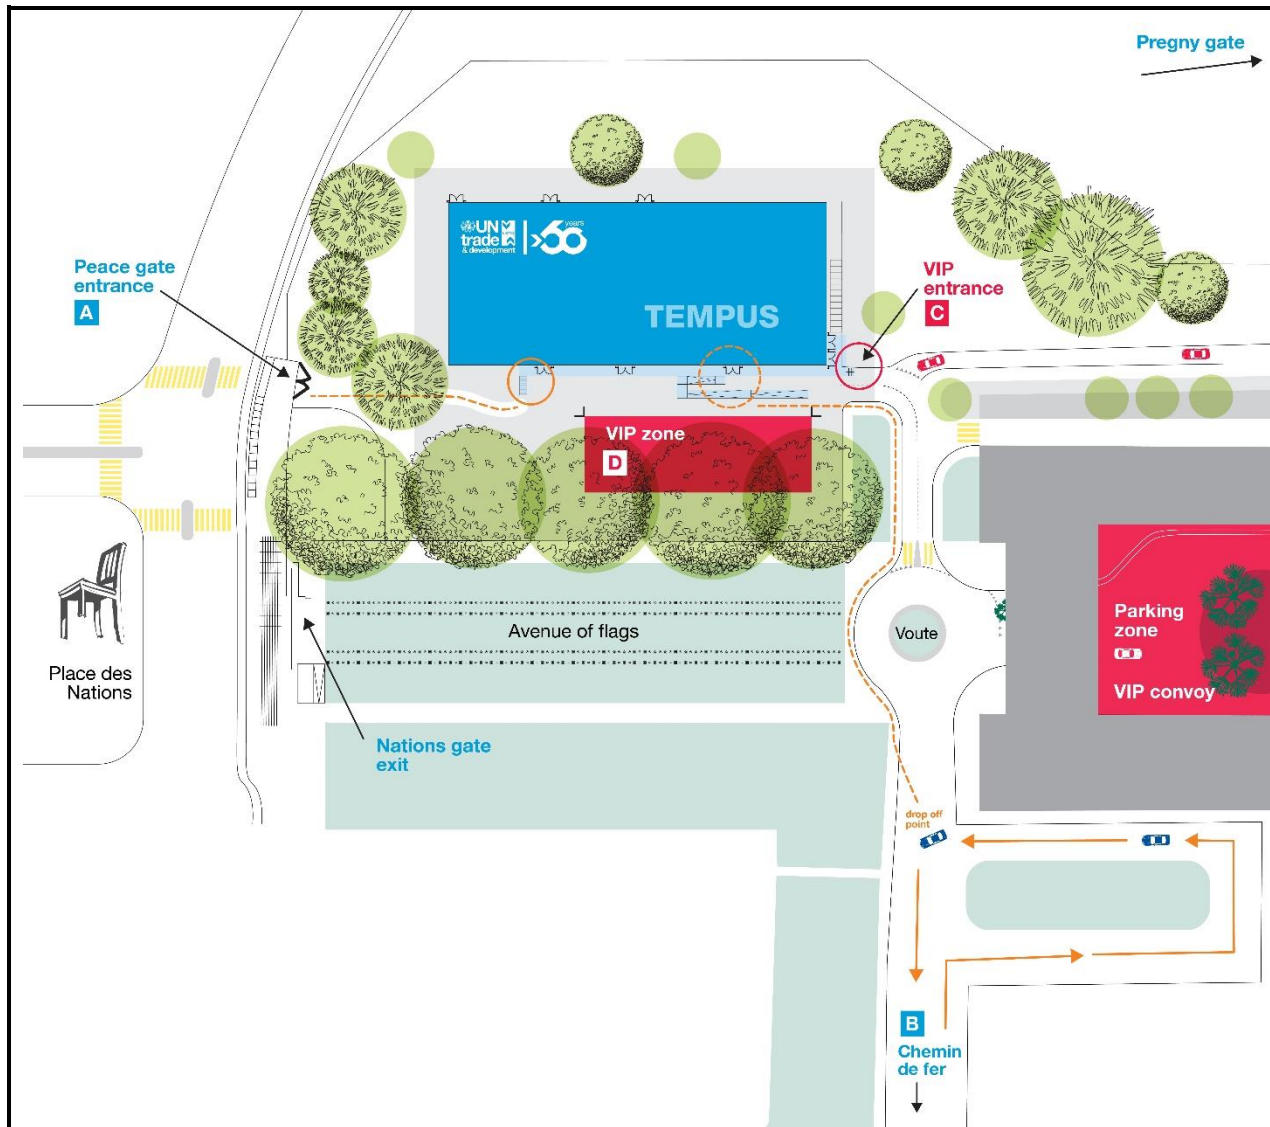 Pregny gate
UN
trade
& development
60
years
Peace gate
entrance
A
VIP
entrance
C
TEMPUS
VIP zone
D
Parking
zone
VIP convoy
Voute
Avenue of flags
Place des
Nations
Nations gate
exit
drop off
point
B
Chemin
de fer